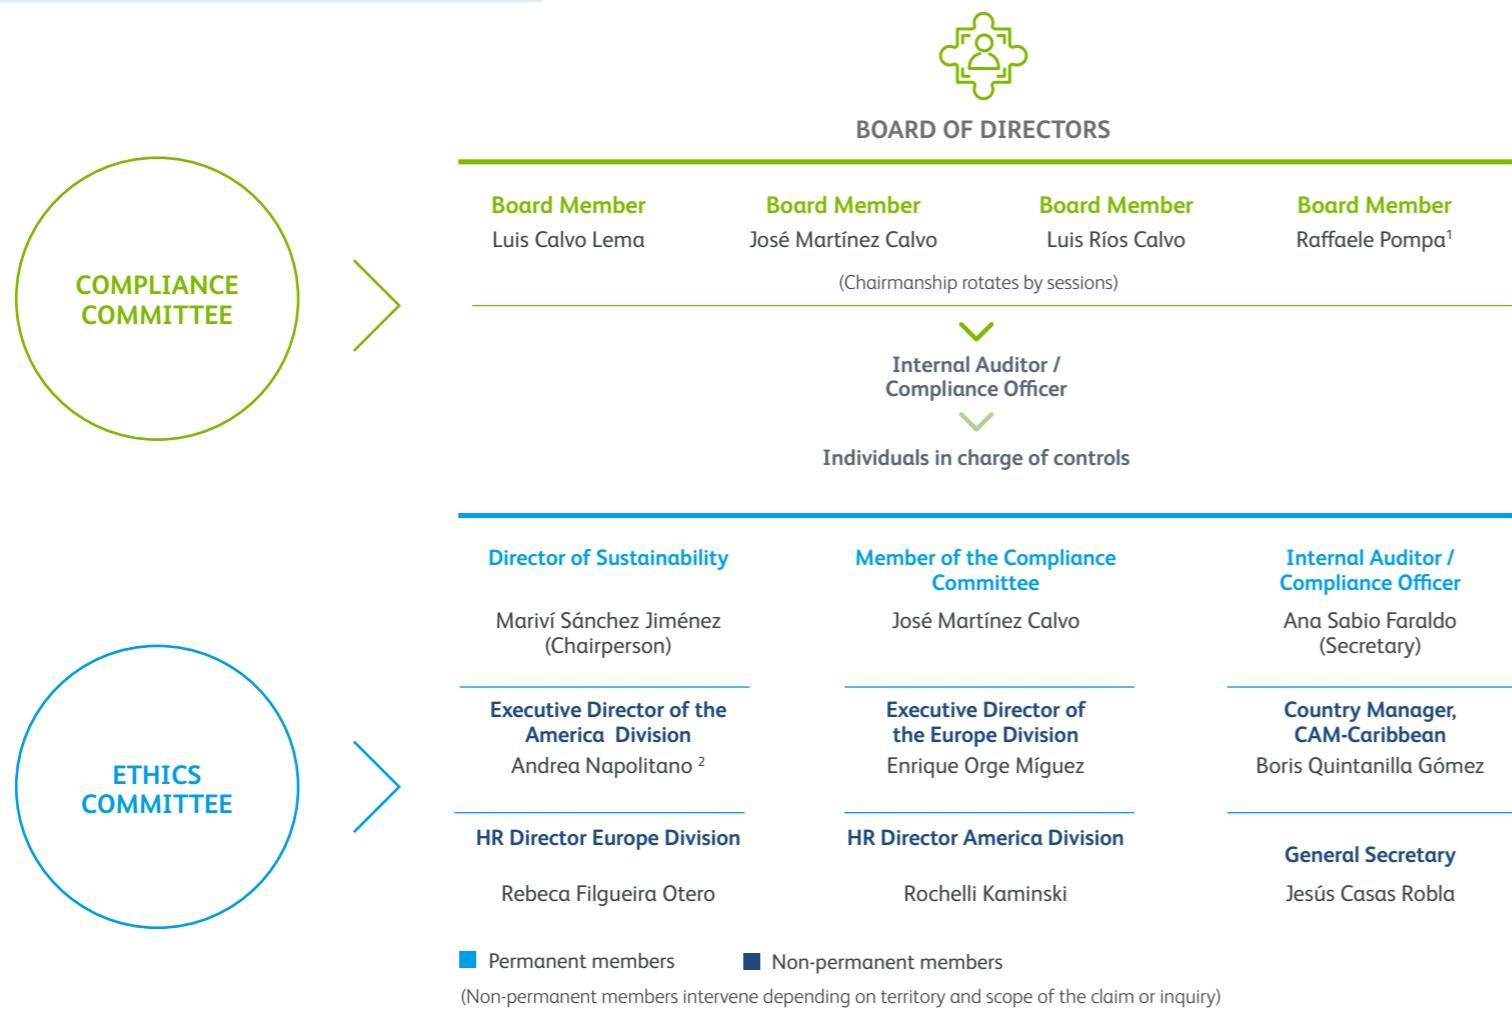 BOARD OF DIRECTORS
COMPLIANCE
COMMITTEE
Board Member
Luis Calvo Lema
Board Member
José Martínez Calvo
Board Member
Luis Ríos Calvo
Board Member
Raffaele Pompa¹
(Chairmanship rotates by sessions)
Internal Auditor /
Compliance Officer
Individuals in charge of controls
ETHICS
COMMITTEE
Director of Sustainability
Mariví Sánchez Jiménez
(Chairperson)
Member of the Compliance
Committee
José Martínez Calvo
Internal Auditor /
Compliance Officer
Ana Sabio Faraldo
(Secretary)
Executive Director of the
America Division
Andrea Napolitano ²
Executive Director of
the Europe Division
Enrique Orge Míguez
Country Manager,
CAM-Caribbean
Boris Quintanilla Gómez
HR Director Europe Division
Rebeca Filgueira Otero
HR Director America Division
Rochelli Kaminski
General Secretary
Jesús Casas Robla
Permanent members
Non-permanent members
(Non-permanent members intervene depending on territory and scope of the claim or inquiry)